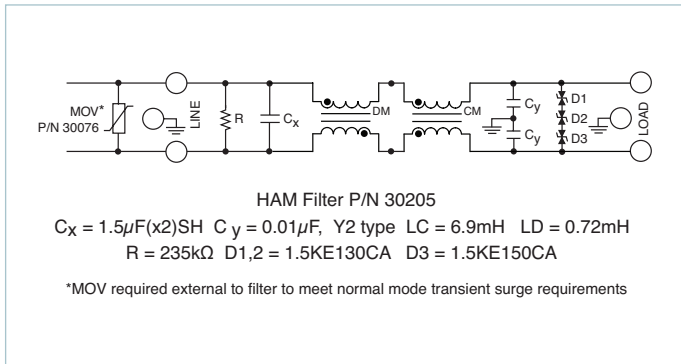 MOV*
P/N 30076
LINE
R
Cx
DM
CM
Cy
Cy
D1
D2
D3
LOAD
HAM Filter P/N 30205
Cx = 1.5µF(x2)SH C y = 0.01µF, Y2 type LC = 6.9mH LD = 0.72mH
R = 235kΩ D1,2 = 1.5KE130CA D3 = 1.5KE150CA
*MOV required external to filter to meet normal mode transient surge requirements